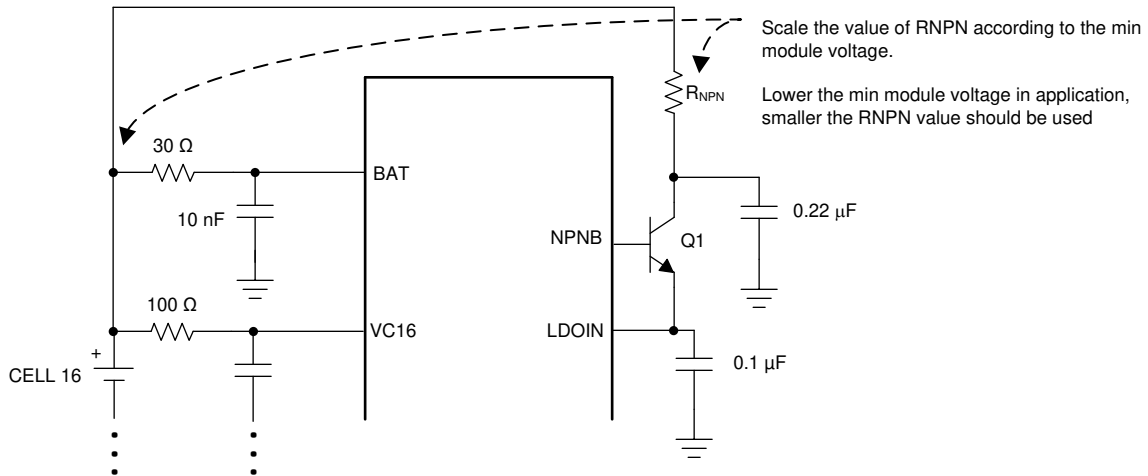 Scale the value of RNPN according to the min
module voltage.
Lower the min module voltage in application,
smaller the RNPN value should be used
RNPN
30 Ω
BAT
10 nF
0.22 µF
NPNB
Q1
100 Ω
VC16
LDOIN
+
CELL 16
0.1 µF